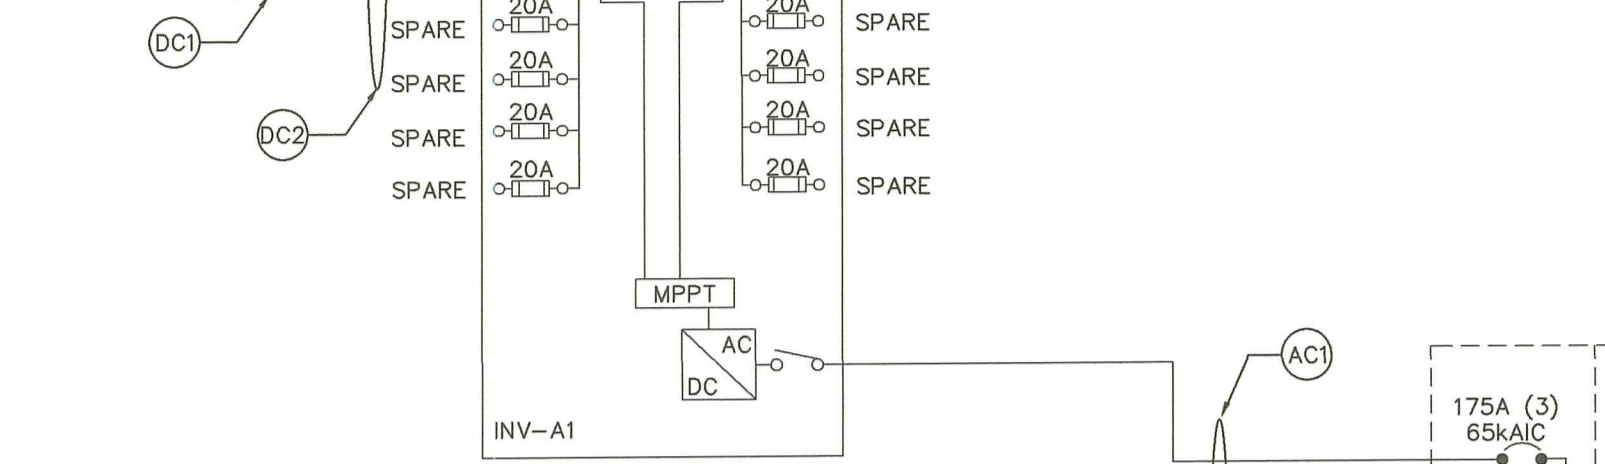 20A 20A
SPARE SPARE
DC1
20A 20A
SPARE SPARE
20A 20A
DC2 SPARE SPARE
20A 20A
SPARE SPARE
MPPT
AC
DC
AC1
175A (3)
65kAIC
INV-A1